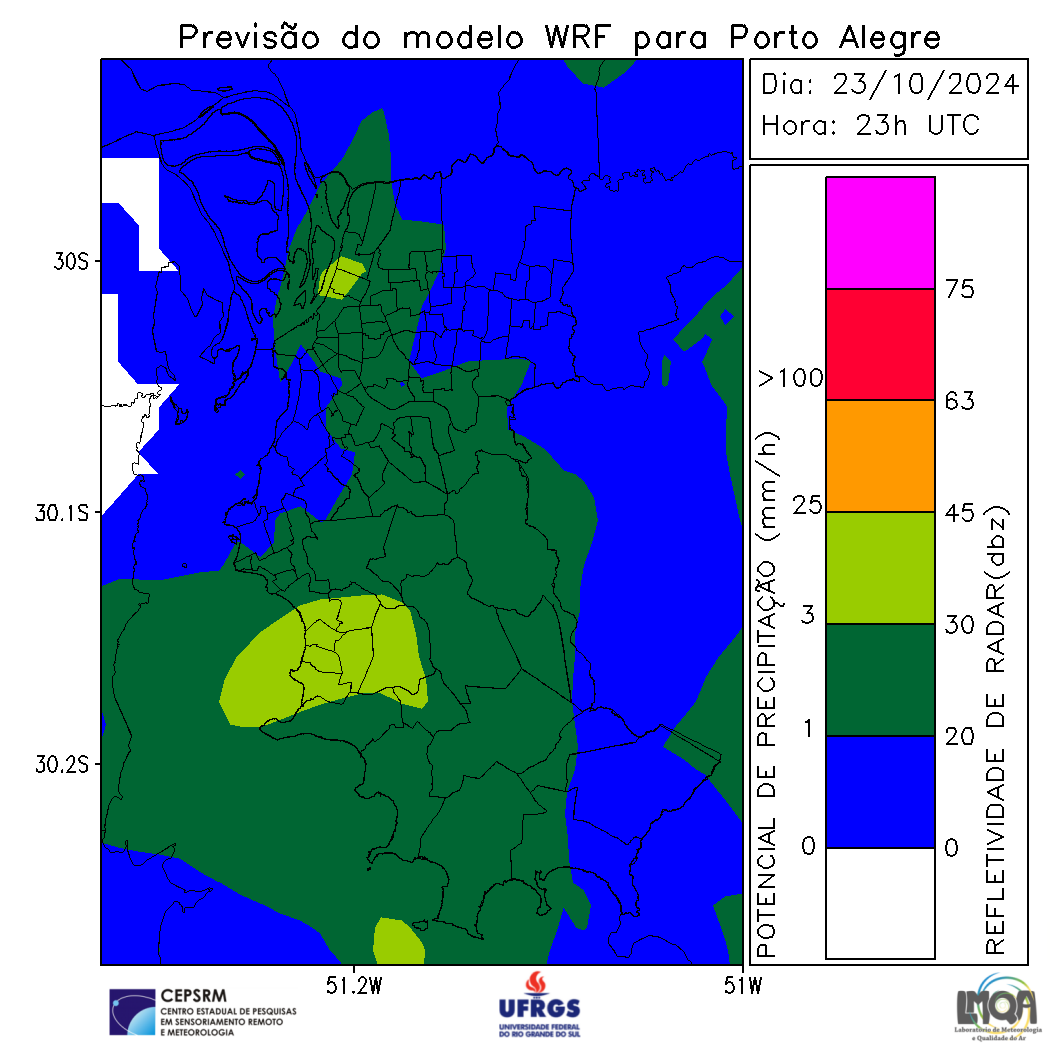 Previsão do modelo WRF para Porto Alegre
Dia: 23/10/2024
Hora: 23h UTC
30S
30.1S
30.2S
51.2W
51W
POTENCIAL DE PRECIPITAÇÃO (mm/h)
>100
25
3
1
0
75
63
45
30
20
0
REFLETIVIDADE DE RADAR(dbz)
CEPSRM
CENTRO ESTADUAL DE PESQUISAS
EM SENSORIAMENTO REMOTO
E METEOROLOGIA
UFRGS
UNIVERSIDADE FEDERAL
DO RIO GRANDE DO SUL
LMQA
Laboratório de Meteorologia
e Qualidade do Ar